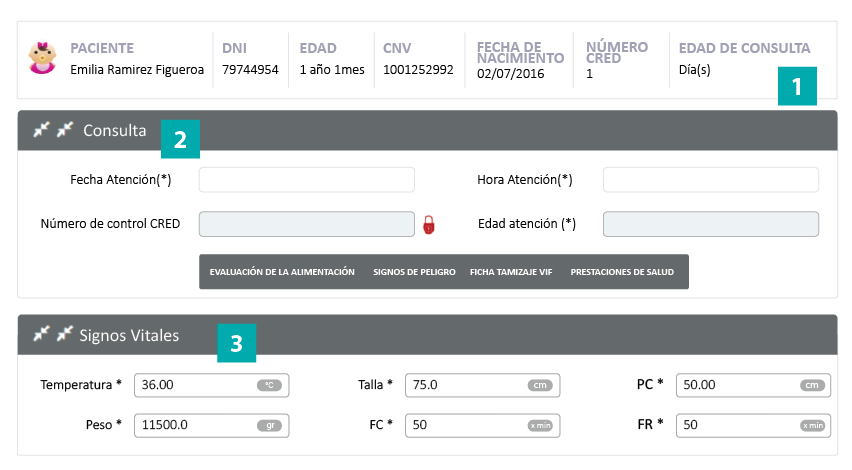 PACIENTE DNI EDAD CNV FECHA DE NACIMIENTO NÚMERO CRED EDAD DE CONSULTA
Emilia Ramirez Figueroa 79744954 1 año 1mes 1001252992 02/07/2016 1 Día(s)
1
Consulta 2
Fecha Atención(*) Hora Atención(*)
Número de control CRED Edad atención (*)
EVALUACIÓN DE LA ALIMENTACIÓN SIGNOS DE PELIGRO FICHA TAMIZAJE VIF PRESTACIONES DE SALUD
Signos Vitales 3
Temperatura * 36.00 °C Talla * 75.0 cm PC * 50.00 cm
Peso * 11500.0 gr FC * 50 x min FR * 50 x min